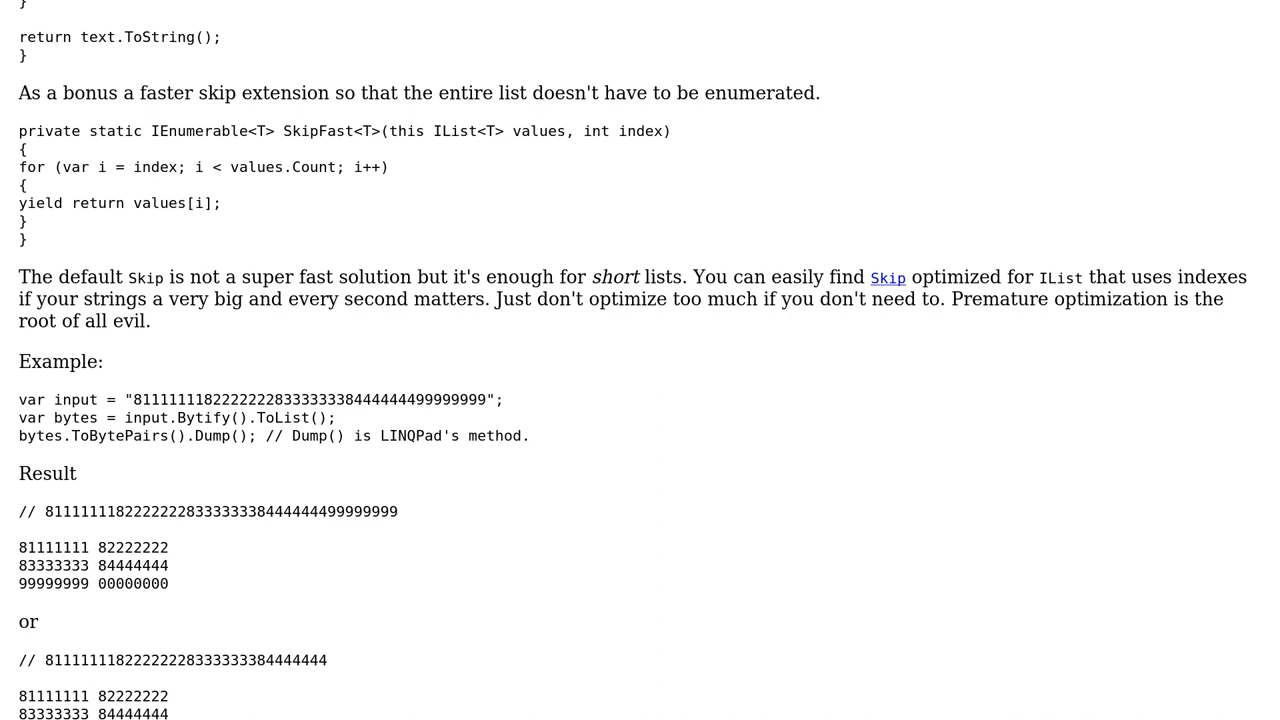 }
return text.ToString();
}
As a bonus a faster skip extension so that the entire list doesn't have to be enumerated.
private static IEnumerable<T> SkipFast<T>(this IList<T> values, int index)
{
for (var i = index; i < values.Count; i++)
{
yield return values[i];
}
}
The default Skip is not a super fast solution but it's enough for short lists. You can easily find Skip optimized for IList that uses indexes
if your strings a very big and every second matters. Just don't optimize too much if you don't need to. Premature optimization is the
root of all evil.
Example:
var input = "8111111182222222833333338444444499999999";
var bytes = input.Bytify().ToList();
bytes.ToBytePairs().Dump(); // Dump() is LINQPad's method.
Result
// 8111111182222222833333338444444499999999
81111111 82222222
83333333 84444444
99999999 00000000
or
// 81111111822222228333333384444444
81111111 82222222
83333333 84444444